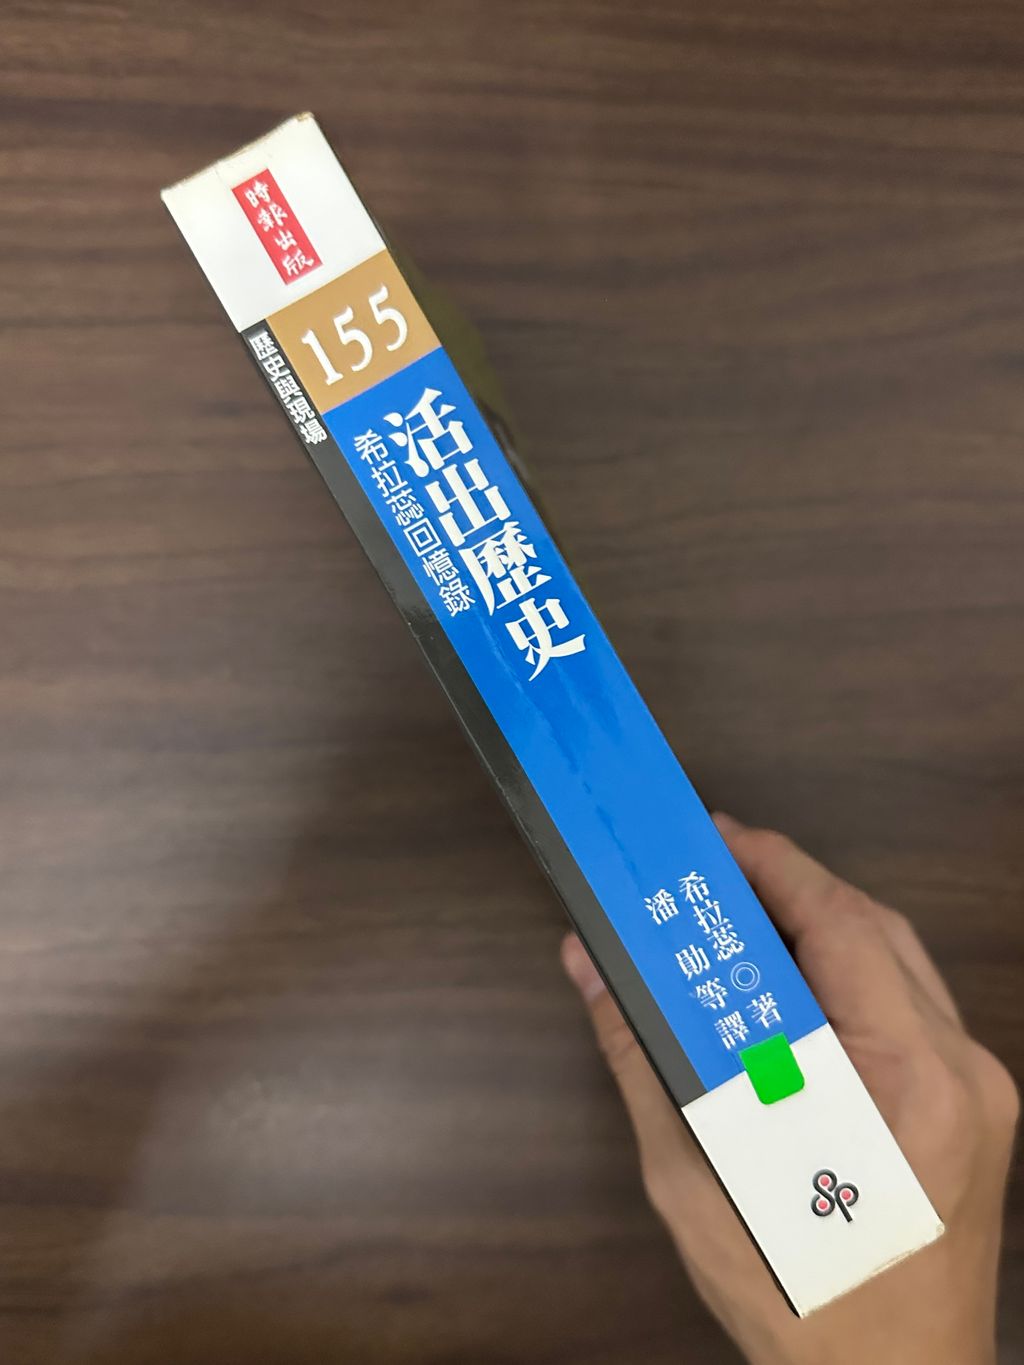 時報出版
155
歷史與現場
活出歷史
希拉蕊回憶錄
希拉蕊◎著
潘勛等譯